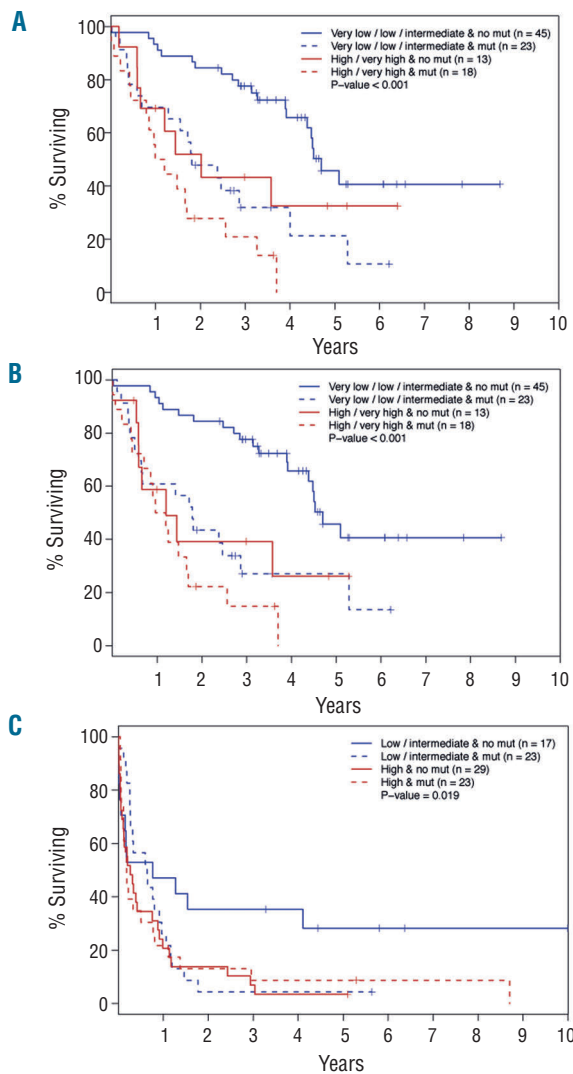 A
Very low / low / intermediate & no mut (n = 45)
Very low / low / intermediate & mut (n = 23)
High / very high & no mut (n = 13)
High / very high & mut (n = 18)
P-value < 0.001
% Surviving
100
80
60
40
20
0
1 2 3 4 5 6 7 8 9 10
Years
B
Very low / low / intermediate & no mut (n = 45)
Very low / low / intermediate & mut (n = 23)
High / very high & no mut (n = 13)
High / very high & mut (n = 18)
P-value < 0.001
% Surviving
100
80
60
40
20
0
1 2 3 4 5 6 7 8 9 10
Years
C
Low / intermediate & no mut (n = 17)
Low / intermediate & mut (n = 23)
High & no mut (n = 29)
High & mut (n = 23)
P-value = 0.019
% Surviving
100
80
60
40
20
0
1 2 3 4 5 6 7 8 9 10
Years